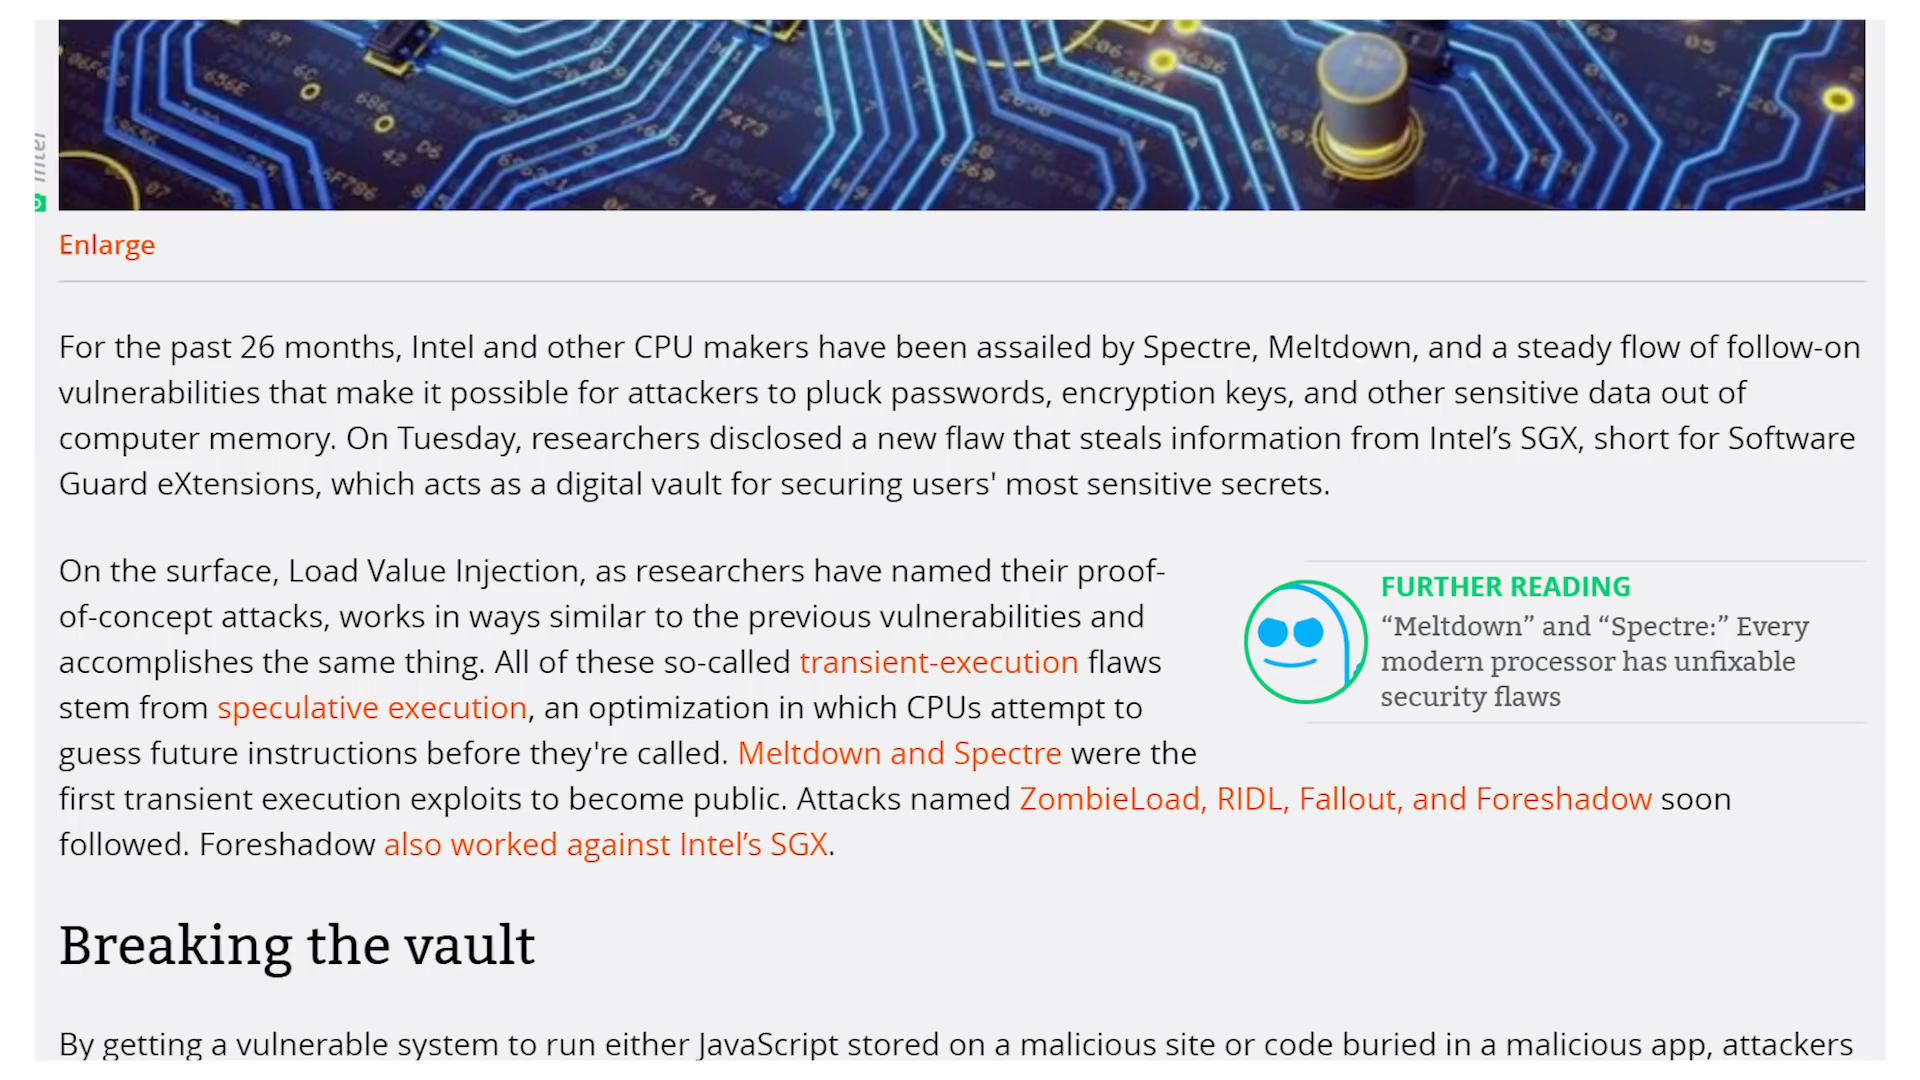 Intel
Enlarge
For the past 26 months, Intel and other CPU makers have been assailed by Spectre, Meltdown, and a steady flow of follow-on
vulnerabilities that make it possible for attackers to pluck passwords, encryption keys, and other sensitive data out of
computer memory. On Tuesday, researchers disclosed a new flaw that steals information from Intel’s SGX, short for Software
Guard eXtensions, which acts as a digital vault for securing users' most sensitive secrets.
On the surface, Load Value Injection, as researchers have named their proof-
of-concept attacks, works in ways similar to the previous vulnerabilities and
accomplishes the same thing. All of these so-called transient-execution flaws
stem from speculative execution, an optimization in which CPUs attempt to
guess future instructions before they're called. Meltdown and Spectre were the
first transient execution exploits to become public. Attacks named ZombieLoad, RIDL, Fallout, and Foreshadow soon
followed. Foreshadow also worked against Intel’s SGX.
FURTHER READING
“Meltdown” and “Spectre:” Every
modern processor has unfixable
security flaws
Breaking the vault
By getting a vulnerable system to run either JavaScript stored on a malicious site or code buried in a malicious app, attackers